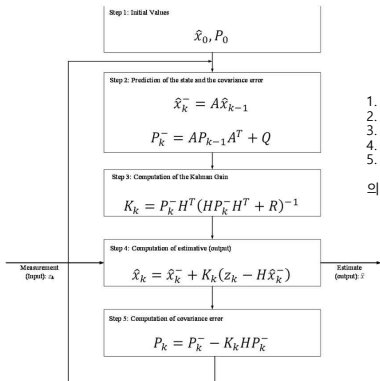 Step 1: Initial Values
x̂₀, P₀
Step 2: Prediction of the state and the covariance error
x̂ₖ⁻ = Ax̂ₖ₋₁
Pₖ⁻ = APₖ₋₁Aᵀ + Q
Step 3: Computation of the Kalman Gain
Kₖ = Pₖ⁻Hᵀ(HPₖ⁻Hᵀ + R)⁻¹
Step 4: Computation of estimative (output)
x̂ₖ = x̂ₖ⁻ + Kₖ(zₖ − Hx̂ₖ⁻)
Measurement
(Input): zₖ
Estimate
(output): x̂
Step 5: Computation of covariance error
Pₖ = Pₖ⁻ − KₖHPₖ⁻
1.
2.
3.
4.
5.
의